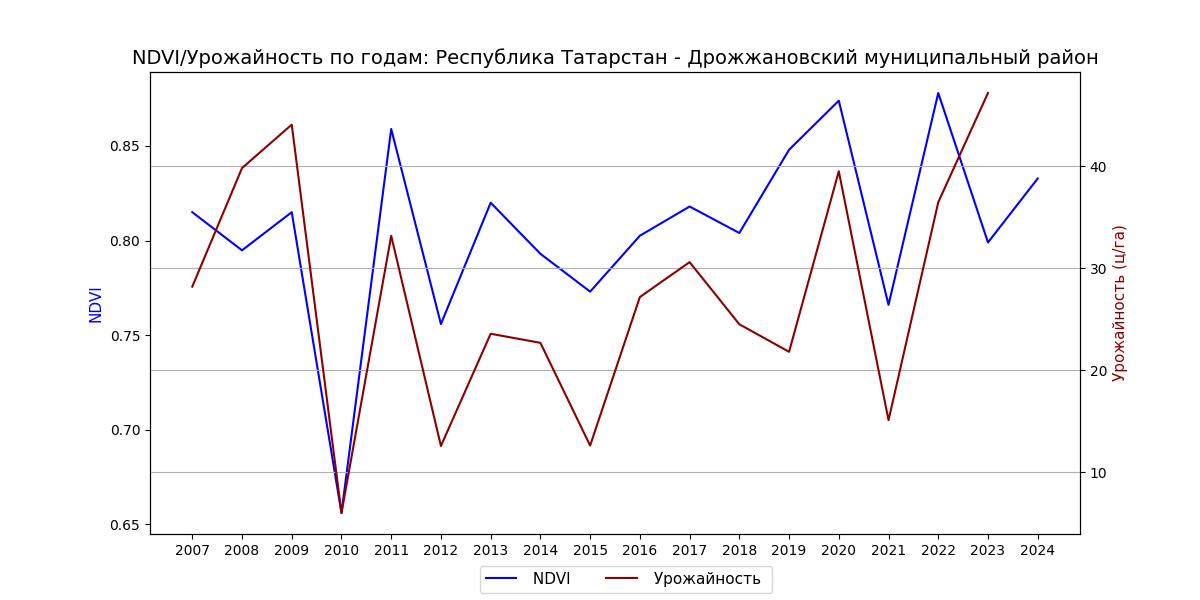 NDVI/Урожайность по годам: Республика Татарстан - Дрожжановский муниципальный район
0.85
0.80
0.75
0.70
0.65
NDVI
40
30
20
10
Урожайность (ц/га)
2007 2008 2009 2010 2011 2012 2013 2014 2015 2016 2017 2018 2019 2020 2021 2022 2023 2024
NDVI Урожайность